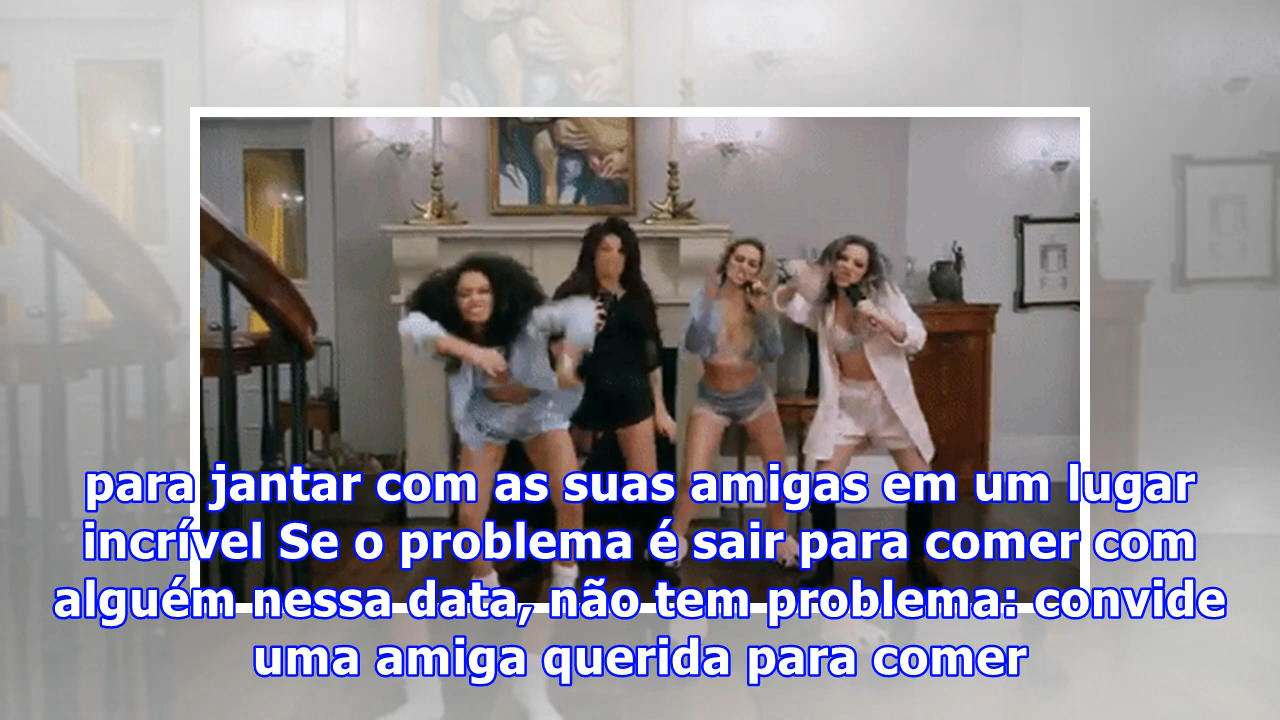 para jantar com as suas amigas em um lugar
incrível Se o problema é sair para comer com
alguém nessa data, não tem problema: convide
uma amiga querida para comer